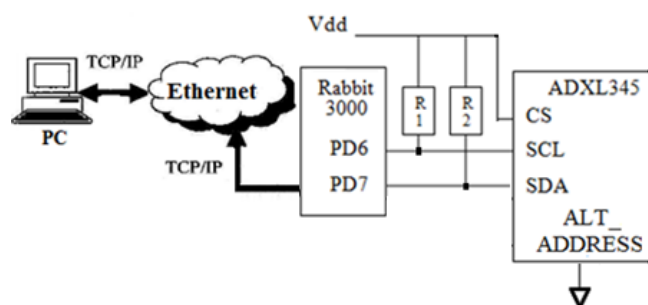 Vdd
TCP/IP
Ethernet
PC
TCP/IP
Rabbit
3000
PD6
PD7
R
1
R
2
ADXL345
CS
SCL
SDA
ALT_
ADDRESS